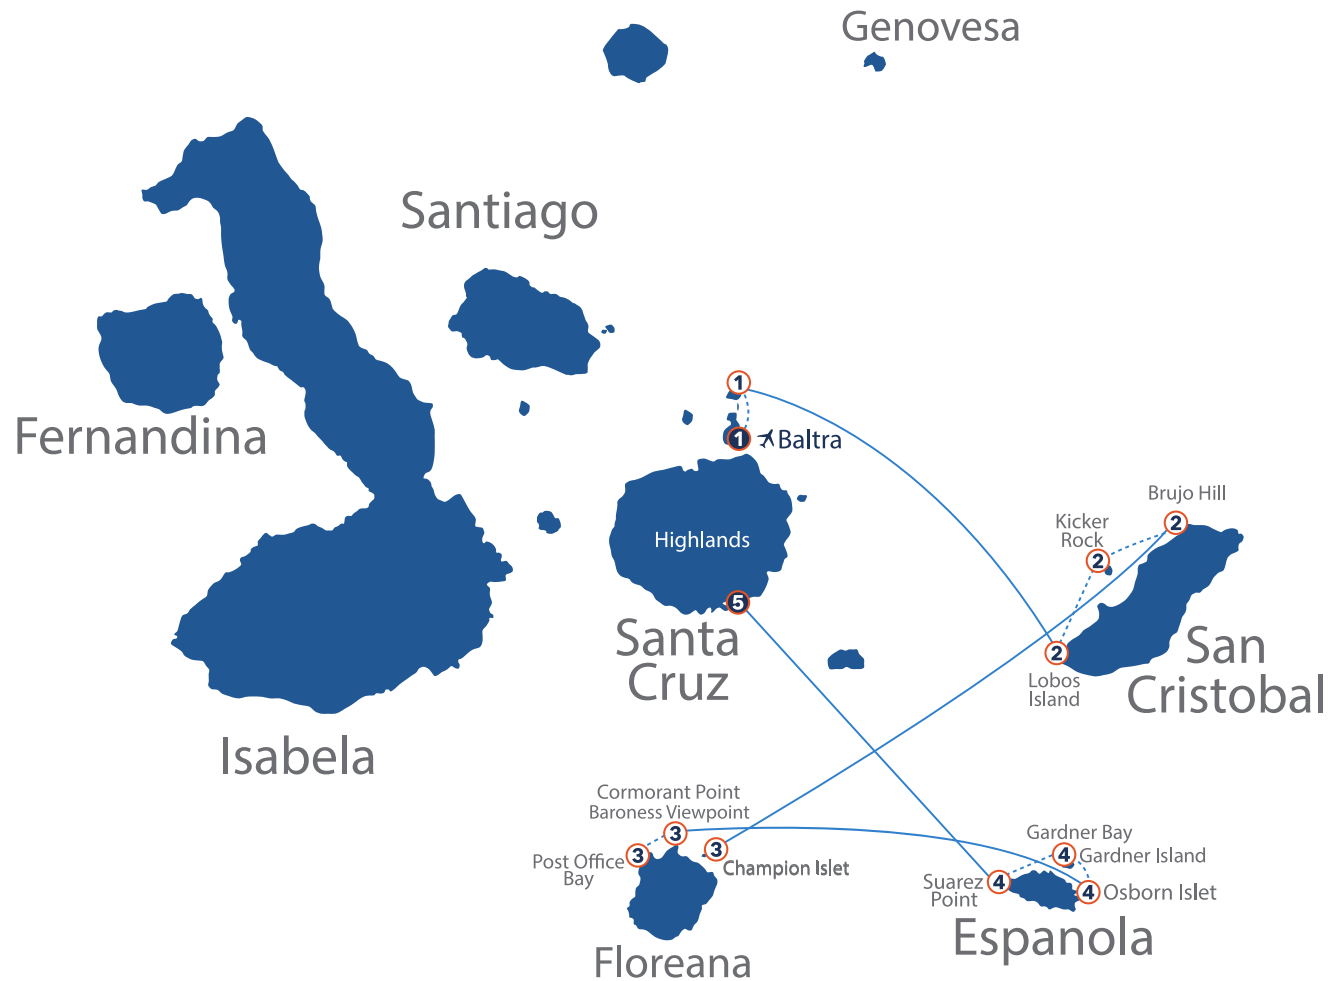 Genovesa
Santiago
Fernandina
1
1
Baltra
Highlands
5
Santa
Cruz
Isabela
Brujo Hill
2
Kicker
Rock
2
2
Lobos
Island
San
Cristobal
Cormorant Point
Baroness Viewpoint
3
3
3
Post Office
Bay
Champion Islet
Floreana
Gardner Bay
4
Gardner Island
Suarez
Point
4
4
Osborn Islet
Espanola